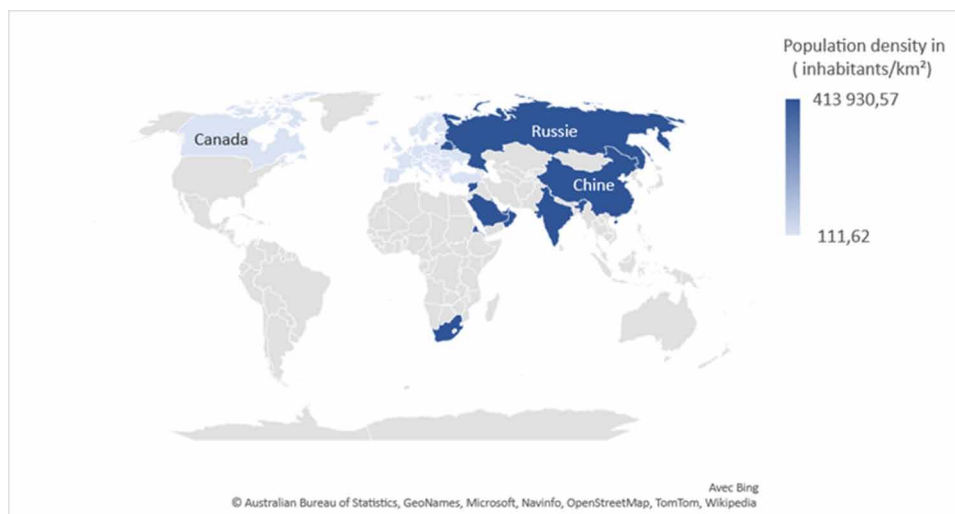 Population density in
( inhabitants/km²)
413 930,57
111,62
Canada
Russie
Chine
Avec Bing
© Australian Bureau of Statistics, GeoNames, Microsoft, Navinfo, OpenStreetMap, TomTom, Wikipedia